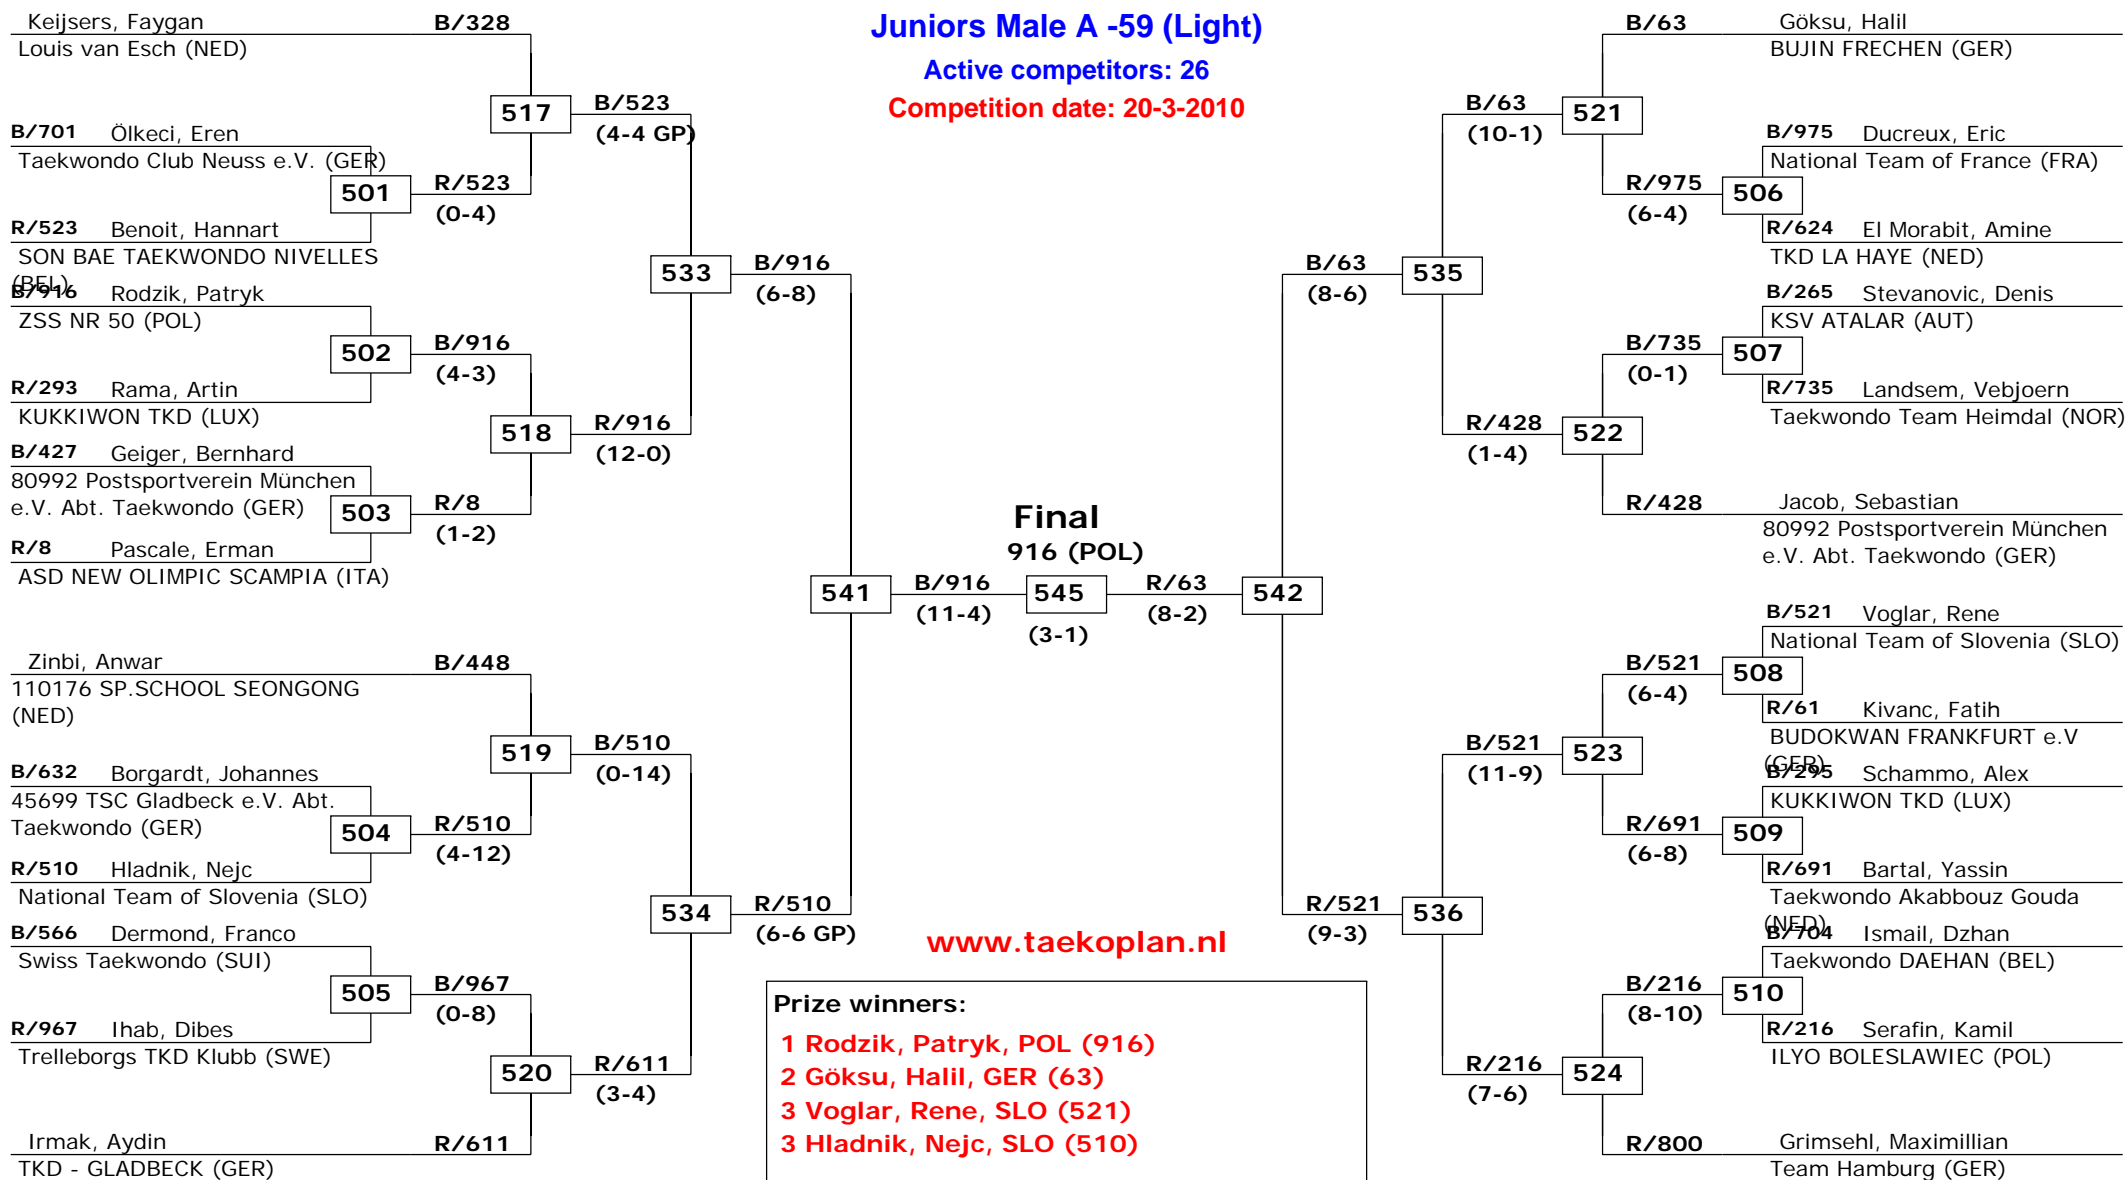 Juniors Male A -59 (Light)
Active competitors: 26
Competition date: 20-3-2010
Keijsers, Faygan B/328
Louis van Esch (NED)
B/701 Ölkeci, Eren
Taekwondo Club Neuss e.V. (GER)
R/523 Benoit, Hannart
SON BAE TAEKWONDO NIVELLES
(BEL)
B/916 Rodzik, Patryk
ZSS NR 50 (POL)
R/293 Rama, Artin
KUKKIWON TKD (LUX)
B/427 Geiger, Bernhard
80992 Postsportverein München
e.V. Abt. Taekwondo (GER)
R/8 Pascale, Erman
ASD NEW OLIMPIC SCAMPIA (ITA)
Zinbi, Anwar B/448
110176 SP.SCHOOL SEONGONG
(NED)
B/632 Borgardt, Johannes
45699 TSC Gladbeck e.V. Abt.
Taekwondo (GER)
R/510 Hladnik, Nejc
National Team of Slovenia (SLO)
B/566 Dermond, Franco
Swiss Taekwondo (SUI)
R/967 Ihab, Dibes
Trelleborgs TKD Klubb (SWE)
Irmak, Aydin R/611
TKD - GLADBECK (GER)
501 R/523
(0-4)
502 B/916
(4-3)
503 R/8
(1-2)
504 R/510
(4-12)
505 B/967
(0-8)
517 B/523
(4-4 GP)
518 R/916
(12-0)
519 B/510
(0-14)
520 R/611
(3-4)
533 B/916
(6-8)
534 R/510
(6-6 GP)
541 B/916
(11-4)
Final
916 (POL)
545
(3-1)
R/63 542
(8-2)
B/63 535
(8-6)
R/521 536
(9-3)
B/63 521
(10-1)
R/428 522
(1-4)
B/521 523
(11-9)
R/216 524
(7-6)
R/975 506
(6-4)
B/735 507
(0-1)
B/521 508
(6-4)
R/691 509
(6-8)
B/216 510
(8-10)
B/63 Göksu, Halil
BUJIN FRECHEN (GER)
B/975 Ducreux, Eric
National Team of France (FRA)
R/624 El Morabit, Amine
TKD LA HAYE (NED)
B/265 Stevanovic, Denis
KSV ATALAR (AUT)
R/735 Landsem, Vebjoern
Taekwondo Team Heimdal (NOR)
R/428 Jacob, Sebastian
80992 Postsportverein München
e.V. Abt. Taekwondo (GER)
B/521 Voglar, Rene
National Team of Slovenia (SLO)
R/61 Kivanc, Fatih
BUDOKWAN FRANKFURT e.V
(GER)
B/295 Schammo, Alex
KUKKIWON TKD (LUX)
R/691 Bartal, Yassin
Taekwondo Akabbouz Gouda
(NED)
B/704 Ismail, Dzhan
Taekwondo DAEHAN (BEL)
R/216 Serafin, Kamil
ILYO BOLESLAWIEC (POL)
R/800 Grimsehl, Maximillian
Team Hamburg (GER)
www.taekoplan.nl
Prize winners:
1 Rodzik, Patryk, POL (916)
2 Göksu, Halil, GER (63)
3 Voglar, Rene, SLO (521)
3 Hladnik, Nejc, SLO (510)